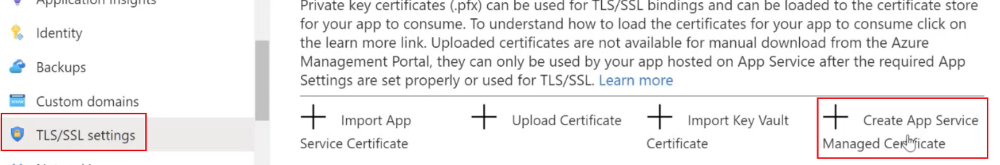 Application Insights
Identity
Backups
Custom domains
TLS/SSL settings
Private key certificates (.pfx) can be used for TLS/SSL bindings and can be loaded to the certificate store
for your app to consume. To understand how to load the certificates for your app to consume click on
the learn more link. Uploaded certificates are not available for manual download from the Azure
Management Portal, they can only be used by your app hosted on App Service after the required App
Settings are set properly or used for TLS/SSL. Learn more
Import App
Service Certificate
Upload Certificate
Import Key Vault
Certificate
Create App Service
Managed Certificate